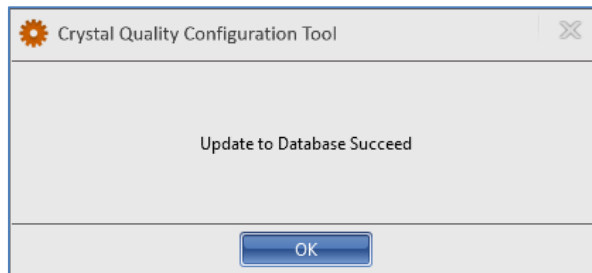 Crystal Quality Configuration Tool
Update to Database Succeed
OK